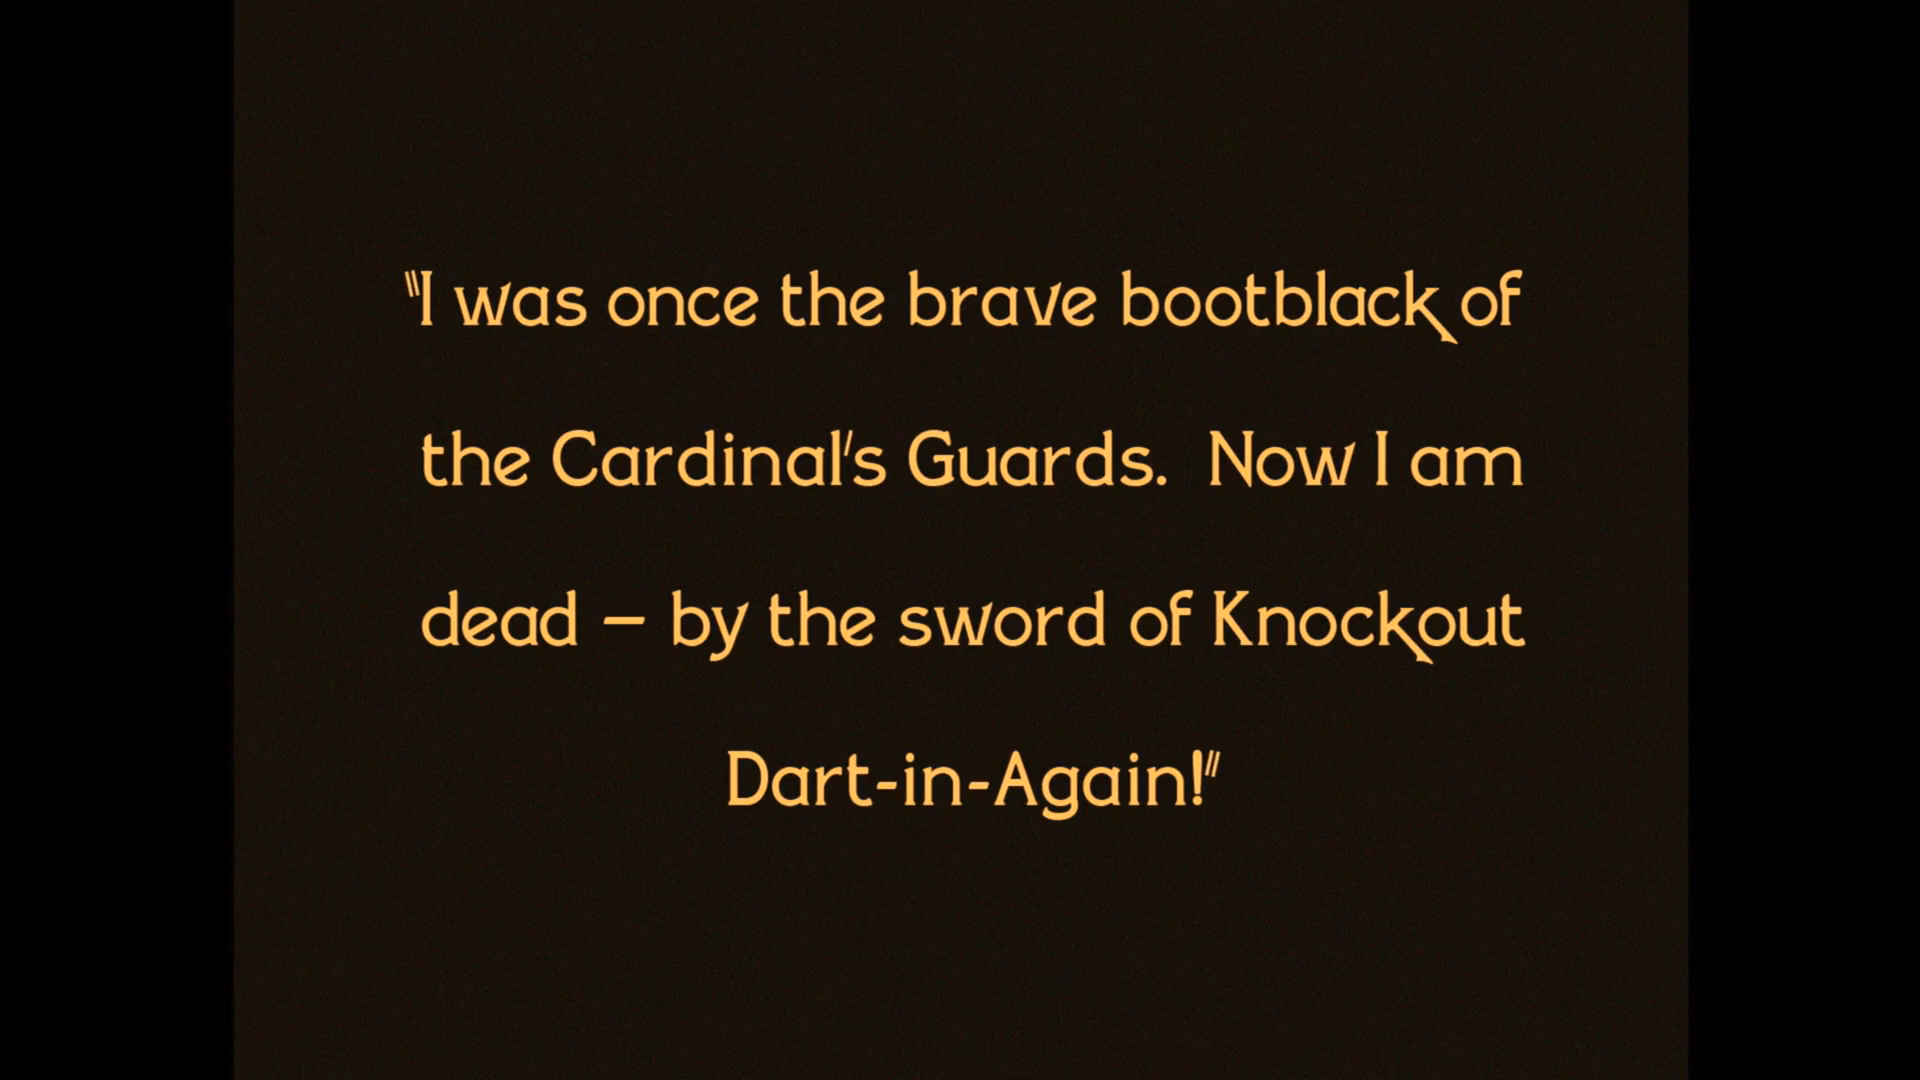 "I was once the brave bootblack of
the Cardinal's Guards.  Now I am
dead – by the sword of Knockout
Dart-in-Again!"